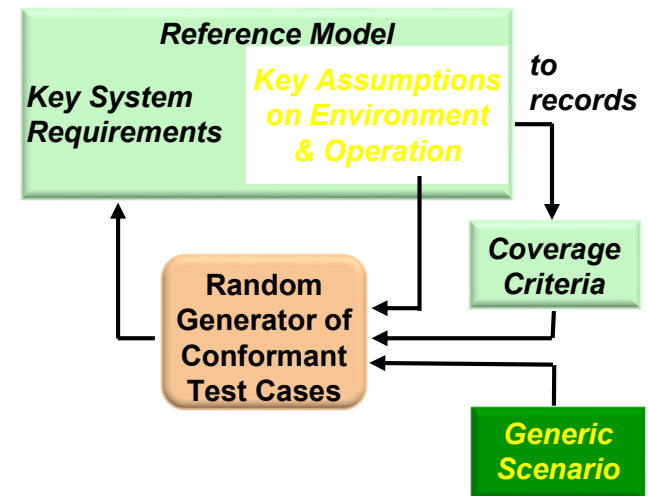 Reference Model
Key System
Requirements
Key Assumptions
on Environment
& Operation
to
records
Coverage
Criteria
Random
Generator of
Conformant
Test Cases
Generic
Scenario